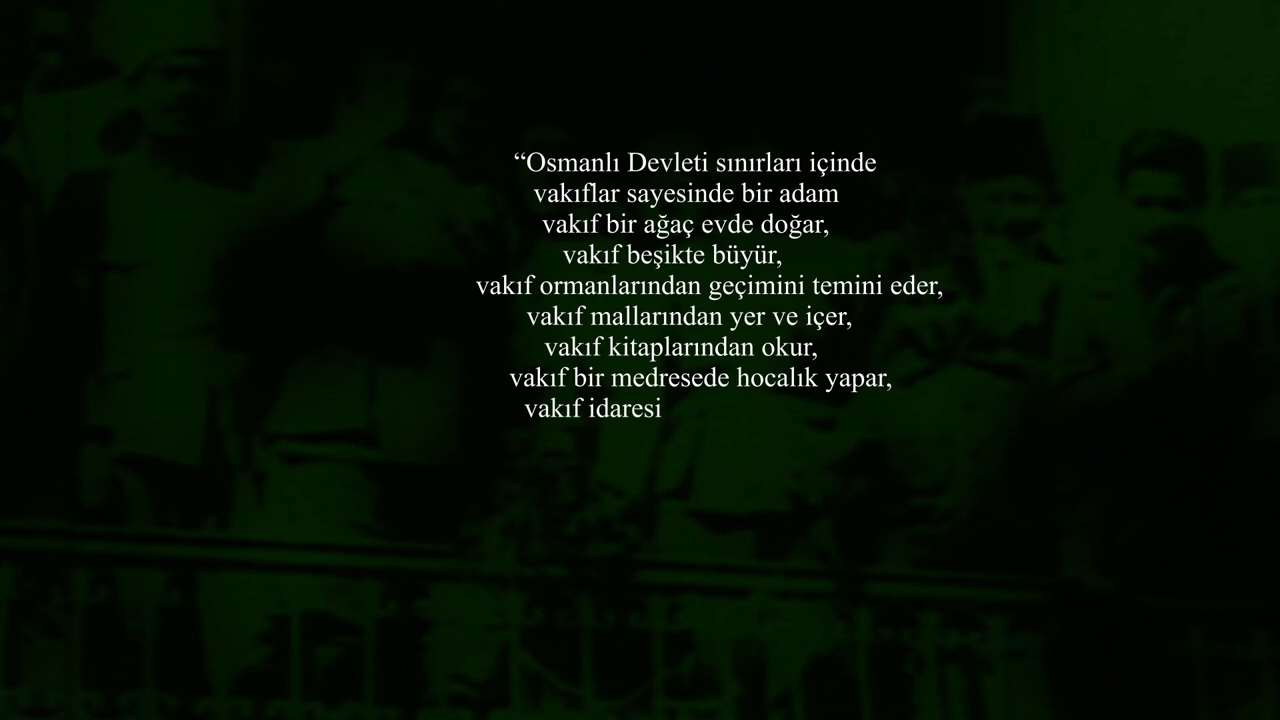 “Osmanlı Devleti sınırları içinde
vakıflar sayesinde bir adam
vakıf bir ağaç evde doğar,
vakıf beşikte büyür,
vakıf ormanlarından geçimini temini eder,
vakıf mallarından yer ve içer,
vakıf kitaplarından okur,
vakıf bir medresede hocalık yapar,
vakıf idaresi